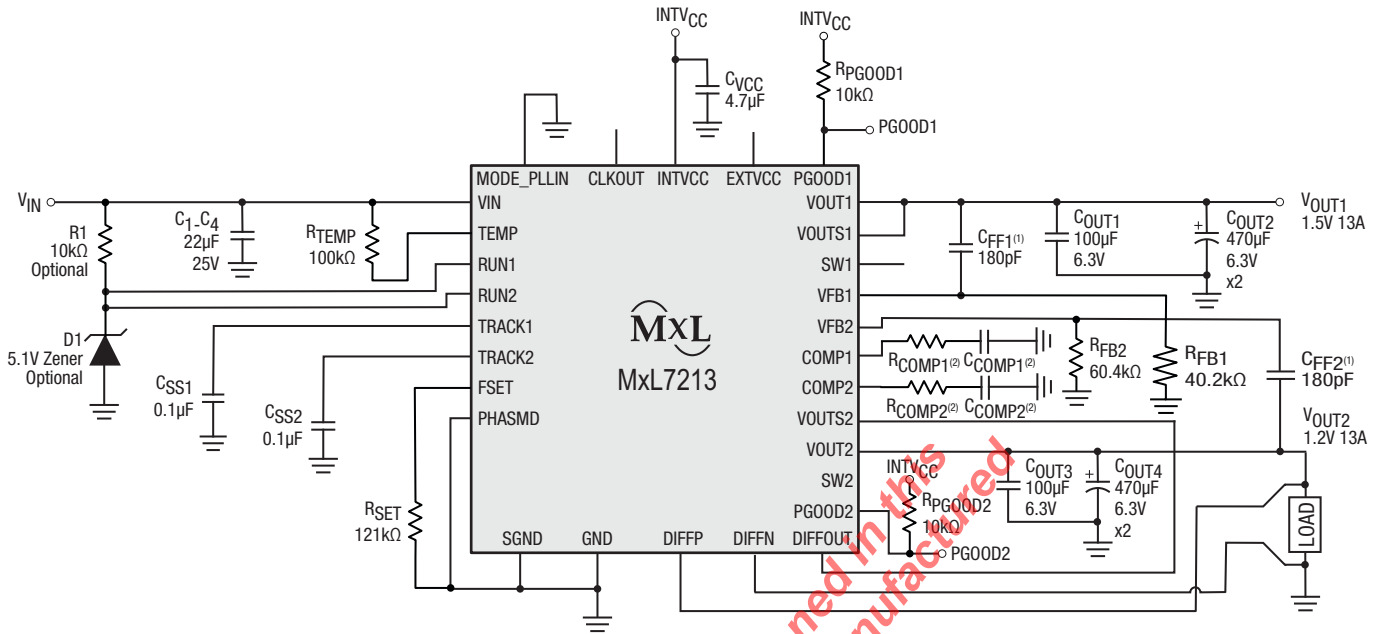 INTVCC
INTVCC
CVCC
4.7µF
RPGOOD1
10kΩ
PGOOD1
MODE_PLLIN CLKOUT INTVCC EXTVCC PGOOD1
VIN
R1
10kΩ
Optional
C1-C4
22µF
25V
RTEMP
100kΩ
D1
5.1V Zener
Optional
CSS1
0.1µF
CSS2
0.1µF
RSET
121kΩ
VIN
TEMP
RUN1
RUN2
TRACK1
TRACK2
FSET
PHASMD
MxL
MxL7213
VOUT1
VOUTS1
SW1
VFB1
VFB2
COMP1
COMP2
VOUTS2
VOUT2
SW2
PGOOD2
SGND GND DIFFP DIFFN DIFFOUT
CFF1(1)
180pF
COUT1
100µF
6.3V
+
COUT2
470µF
6.3V
x2
VOUT1
1.5V 13A
RCOMP1(2) CCOMP1(2)
RCOMP2(2) CCOMP2(2)
RFB2
60.4kΩ
RFB1
40.2kΩ
CFF2(1)
180pF
VOUT2
1.2V 13A
INTVCC
RPGOOD2
10kΩ
PGOOD2
COUT3
100µF
6.3V
+
COUT4
470µF
6.3V
x2
LOAD
in this